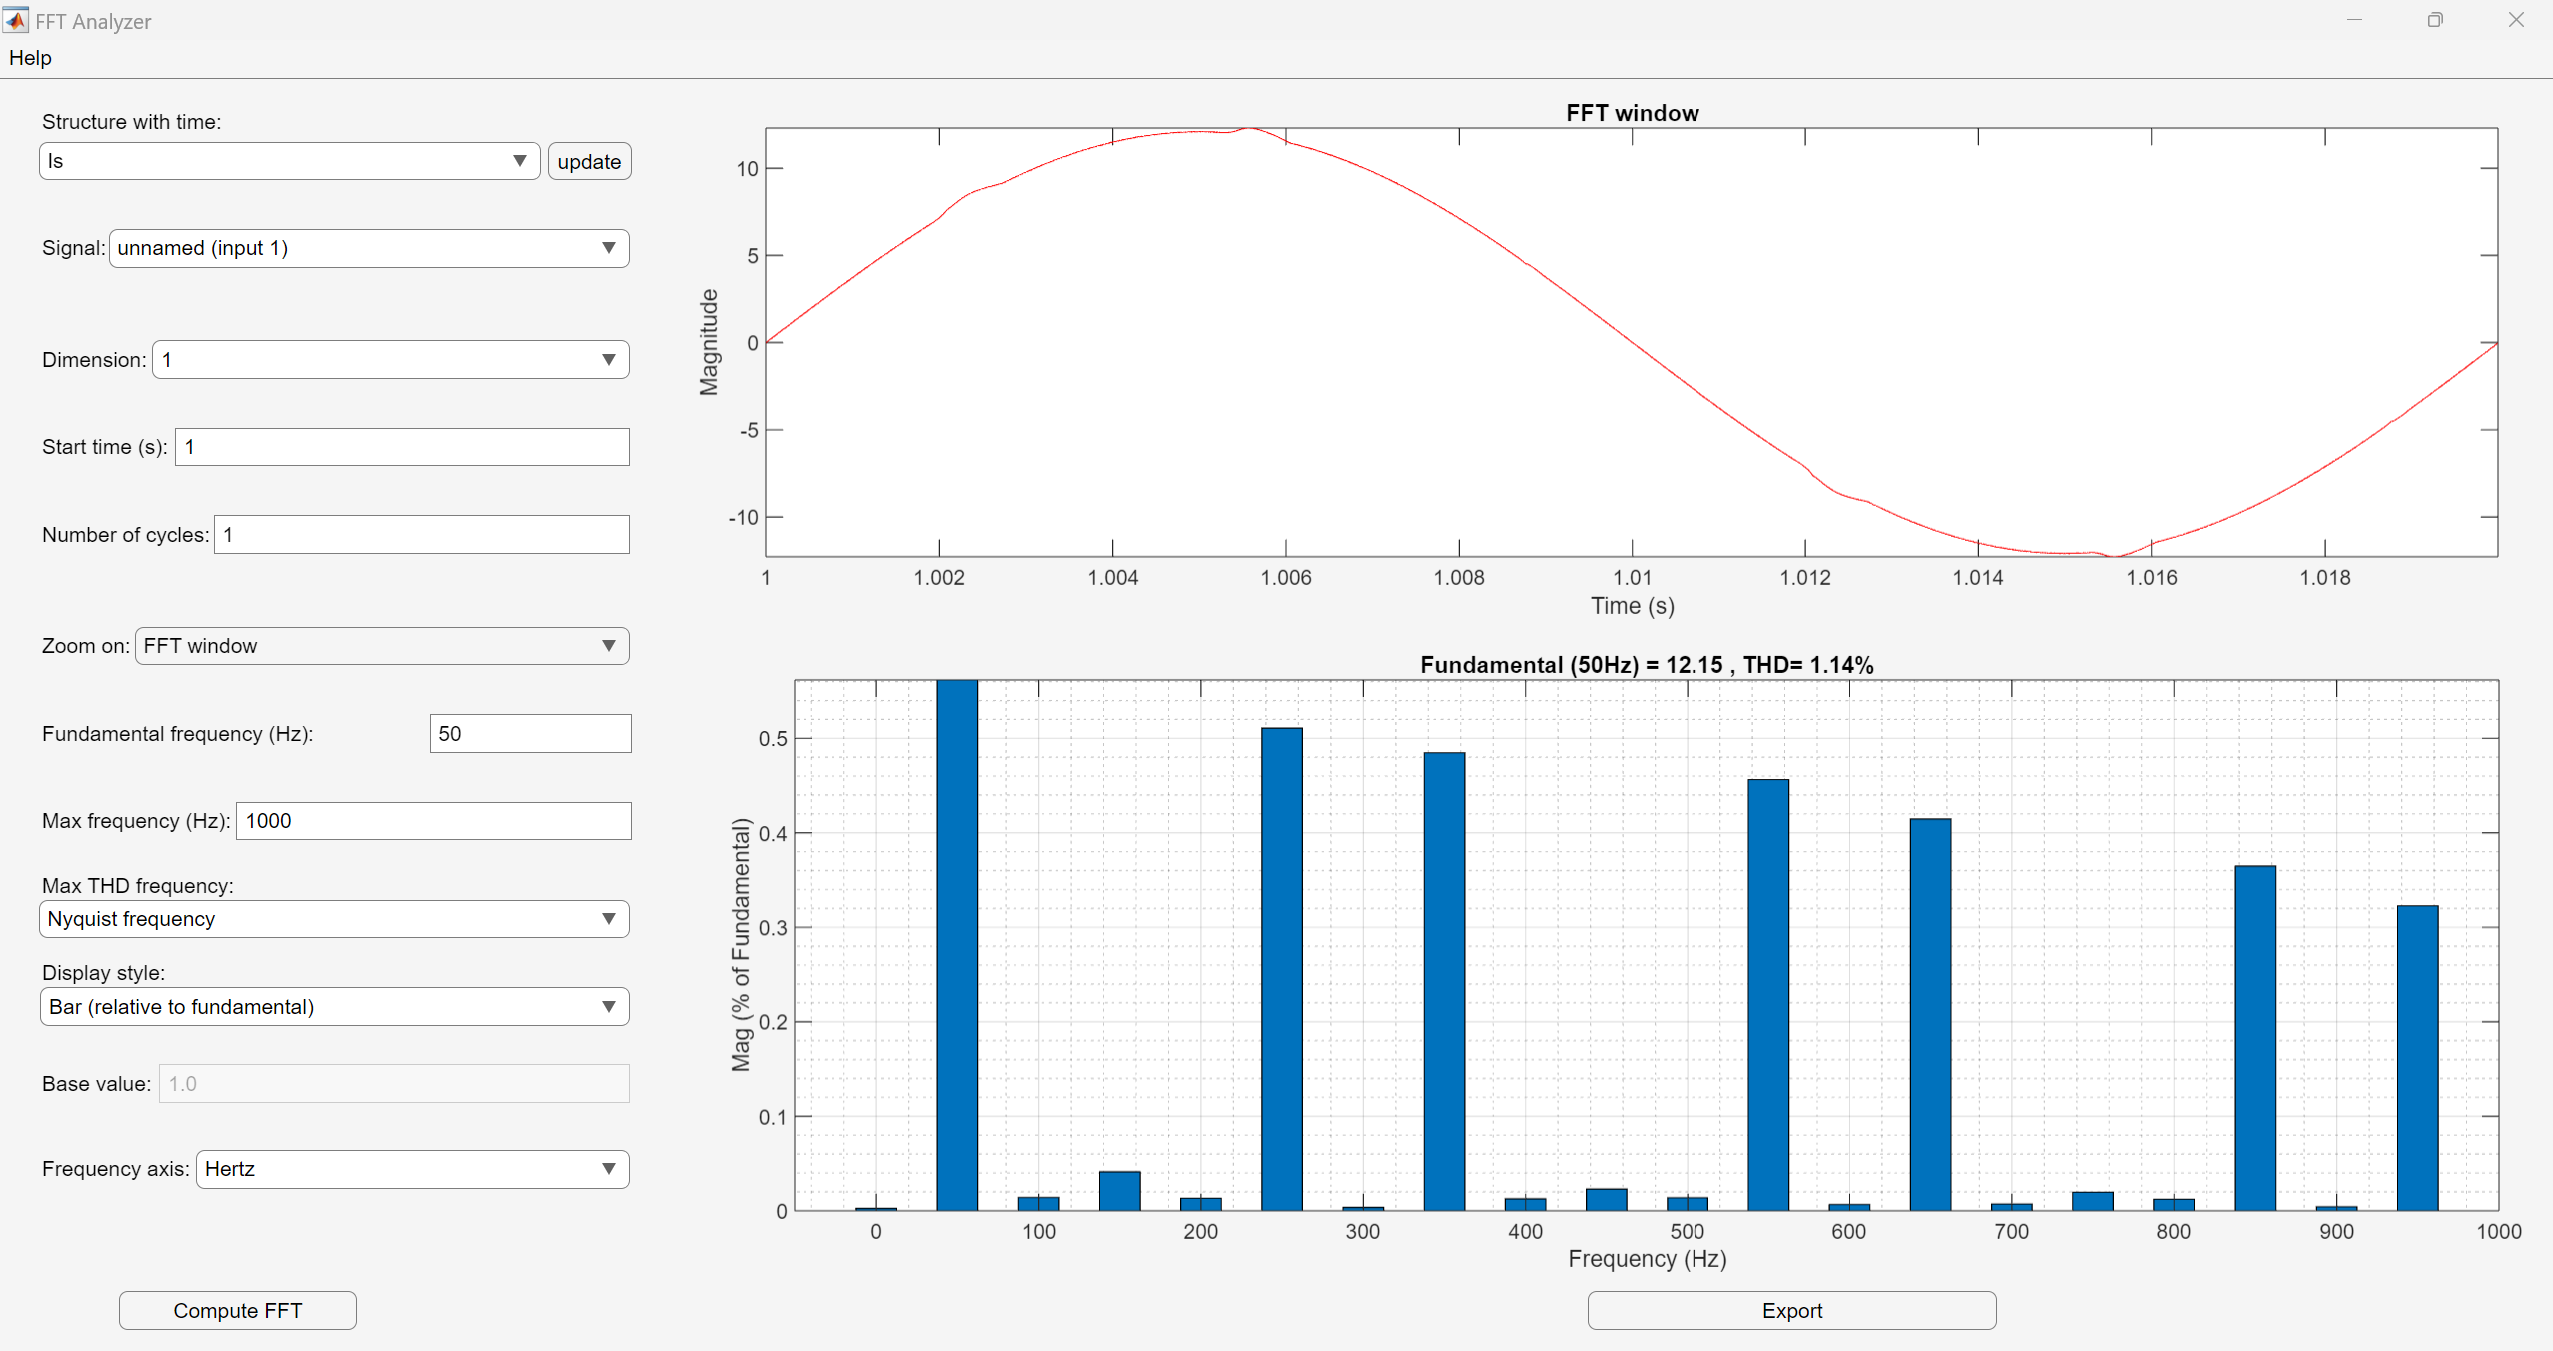 FFT Analyzer
Help
Structure with time:
Is
update
Signal: unnamed (input 1)
Dimension: 1
Start time (s): 1
Number of cycles: 1
Zoom on: FFT window
Fundamental frequency (Hz): 50
Max frequency (Hz): 1000
Max THD frequency:
Nyquist frequency
Display style:
Bar (relative to fundamental)
Base value: 1.0
Frequency axis: Hertz
Compute FFT
FFT window
Magnitude
10
5
0
-5
-10
1 1.002 1.004 1.006 1.008 1.01 1.012 1.014 1.016 1.018
Time (s)
Fundamental (50Hz) = 12.15 , THD= 1.14%
Mag (% of Fundamental)
0.5
0.4
0.3
0.2
0.1
0
0 100 200 300 400 500 600 700 800 900 1000
Frequency (Hz)
Export